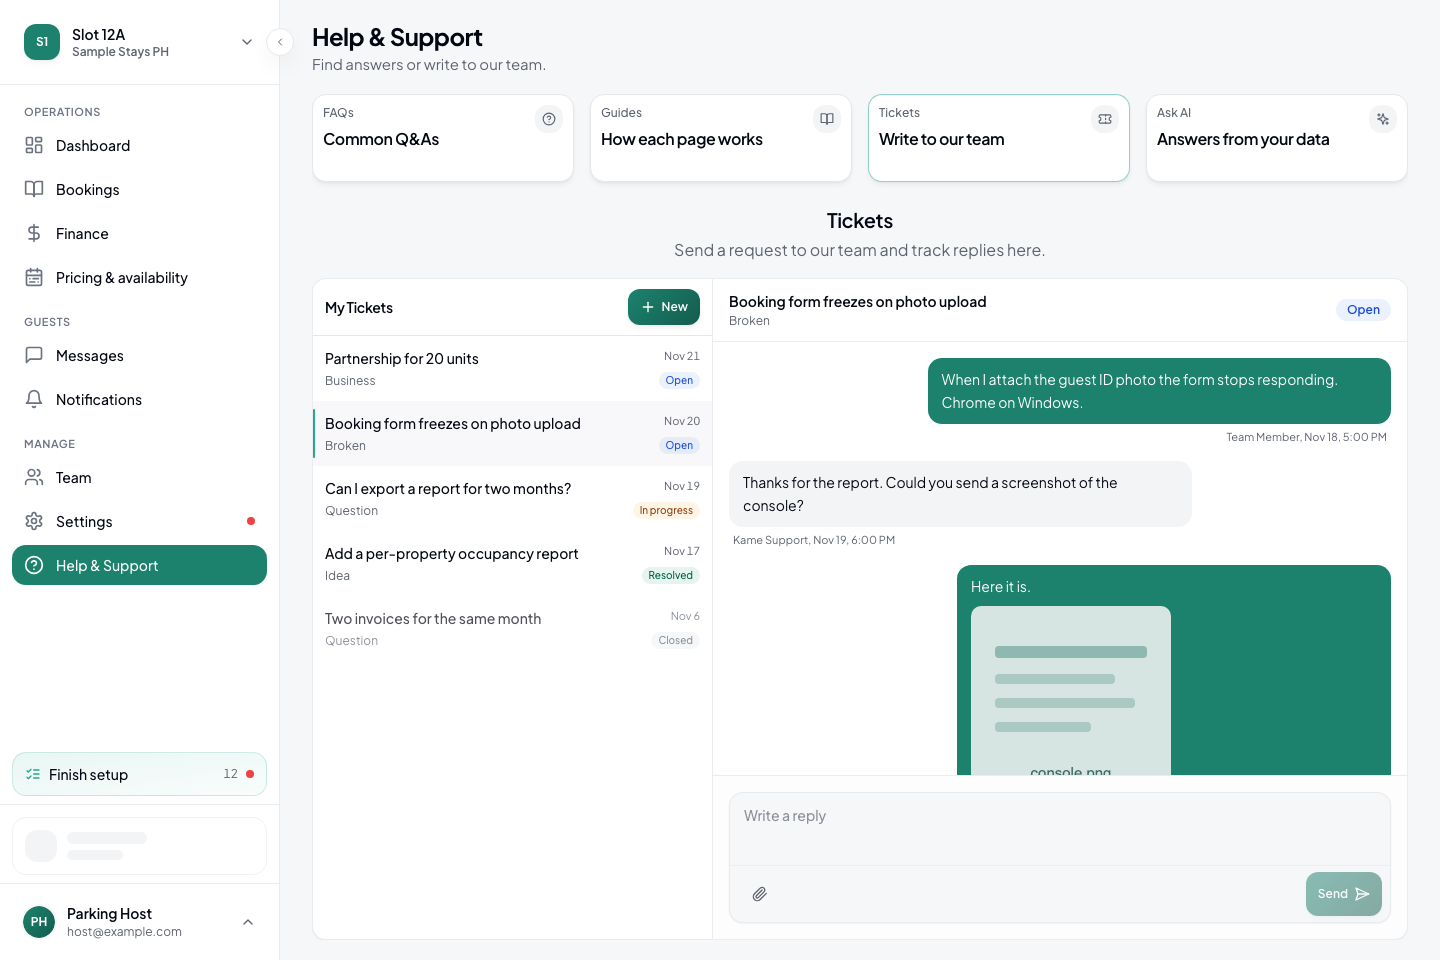 S1
Slot 12A
Sample Stays PH
OPERATIONS
Dashboard
Bookings
Finance
Pricing & availability
GUESTS
Messages
Notifications
MANAGE
Team
Settings
Help & Support
Finish setup
12
PH
Parking Host
host@example.com
Help & Support
Find answers or write to our team.
FAQs
Common Q&As
Guides
How each page works
Tickets
Write to our team
Ask AI
Answers from your data
Tickets
Send a request to our team and track replies here.
My Tickets
New
Partnership for 20 units
Nov 21
Business
Open
Booking form freezes on photo upload
Nov 20
Broken
Open
Can I export a report for two months?
Nov 19
Question
In progress
Add a per-property occupancy report
Nov 17
Idea
Resolved
Two invoices for the same month
Nov 6
Question
Closed
Booking form freezes on photo upload
Broken
Open
When I attach the guest ID photo the form stops responding.
Chrome on Windows.
Team Member, Nov 18, 5:00 PM
Thanks for the report. Could you send a screenshot of the
console?
Kame Support, Nov 19, 6:00 PM
Here it is.
console.png
Write a reply
Send